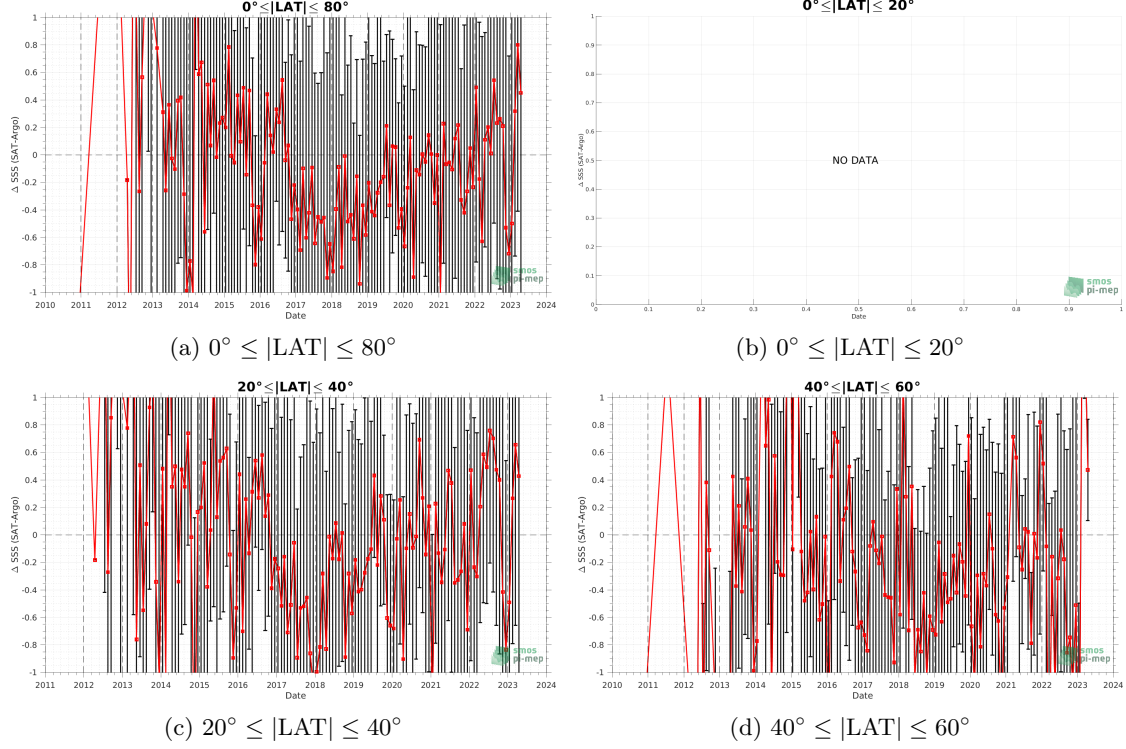 0°≤|LAT|≤ 80°
1
0.8
0.6
0.4
0.2
0
-0.2
-0.4
-0.6
-0.8
-1
Δ SSS (SAT-Argo)
2010 2011 2012 2013 2014 2015 2016 2017 2018 2019 2020 2021 2022 2023 2024
Date
smos
pi-mep
(a) 0° ≤ |LAT| ≤ 80°
0°≤|LAT|≤ 20°
1
0.9
0.8
0.7
0.6
0.5
0.4
0.3
0.2
0.1
0
Δ SSS (SAT-Argo)
NO DATA
0 0.1 0.2 0.3 0.4 0.5 0.6 0.7 0.8 0.9 1
Date
smos
pi-mep
(b) 0° ≤ |LAT| ≤ 20°
20°≤|LAT|≤ 40°
1
0.8
0.6
0.4
0.2
0
-0.2
-0.4
-0.6
-0.8
-1
Δ SSS (SAT-Argo)
2011 2012 2013 2014 2015 2016 2017 2018 2019 2020 2021 2022 2023 2024
Date
smos
pi-mep
(c) 20° ≤ |LAT| ≤ 40°
40°≤|LAT|≤ 60°
1
0.8
0.6
0.4
0.2
0
-0.2
-0.4
-0.6
-0.8
-1
Δ SSS (SAT-Argo)
2010 2011 2012 2013 2014 2015 2016 2017 2018 2019 2020 2021 2022 2023 2024
Date
smos
pi-mep
(d) 40° ≤ |LAT| ≤ 60°